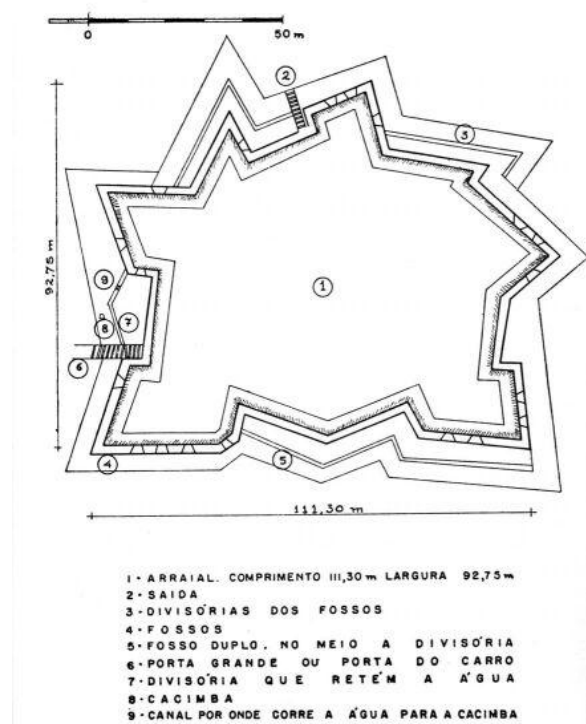 0 50 m
2
3
92,75 m
1
9
8 7
6
4
5
111,30 m
1 - ARRAIAL. COMPRIMENTO 111,30 m LARGURA 92,75 m
2 - SAIDA
3 - DIVISÓRIAS DOS FOSSOS
4 - FOSSOS
5 - FOSSO DUPLO, NO MEIO A DIVISÓRIA
6 - PORTA GRANDE OU PORTA DO CARRO
7 - DIVISÓRIA QUE RETÉM A ÁGUA
8 - CACIMBA
9 - CANAL POR ONDE CORRE A ÁGUA PARA A CACIMBA